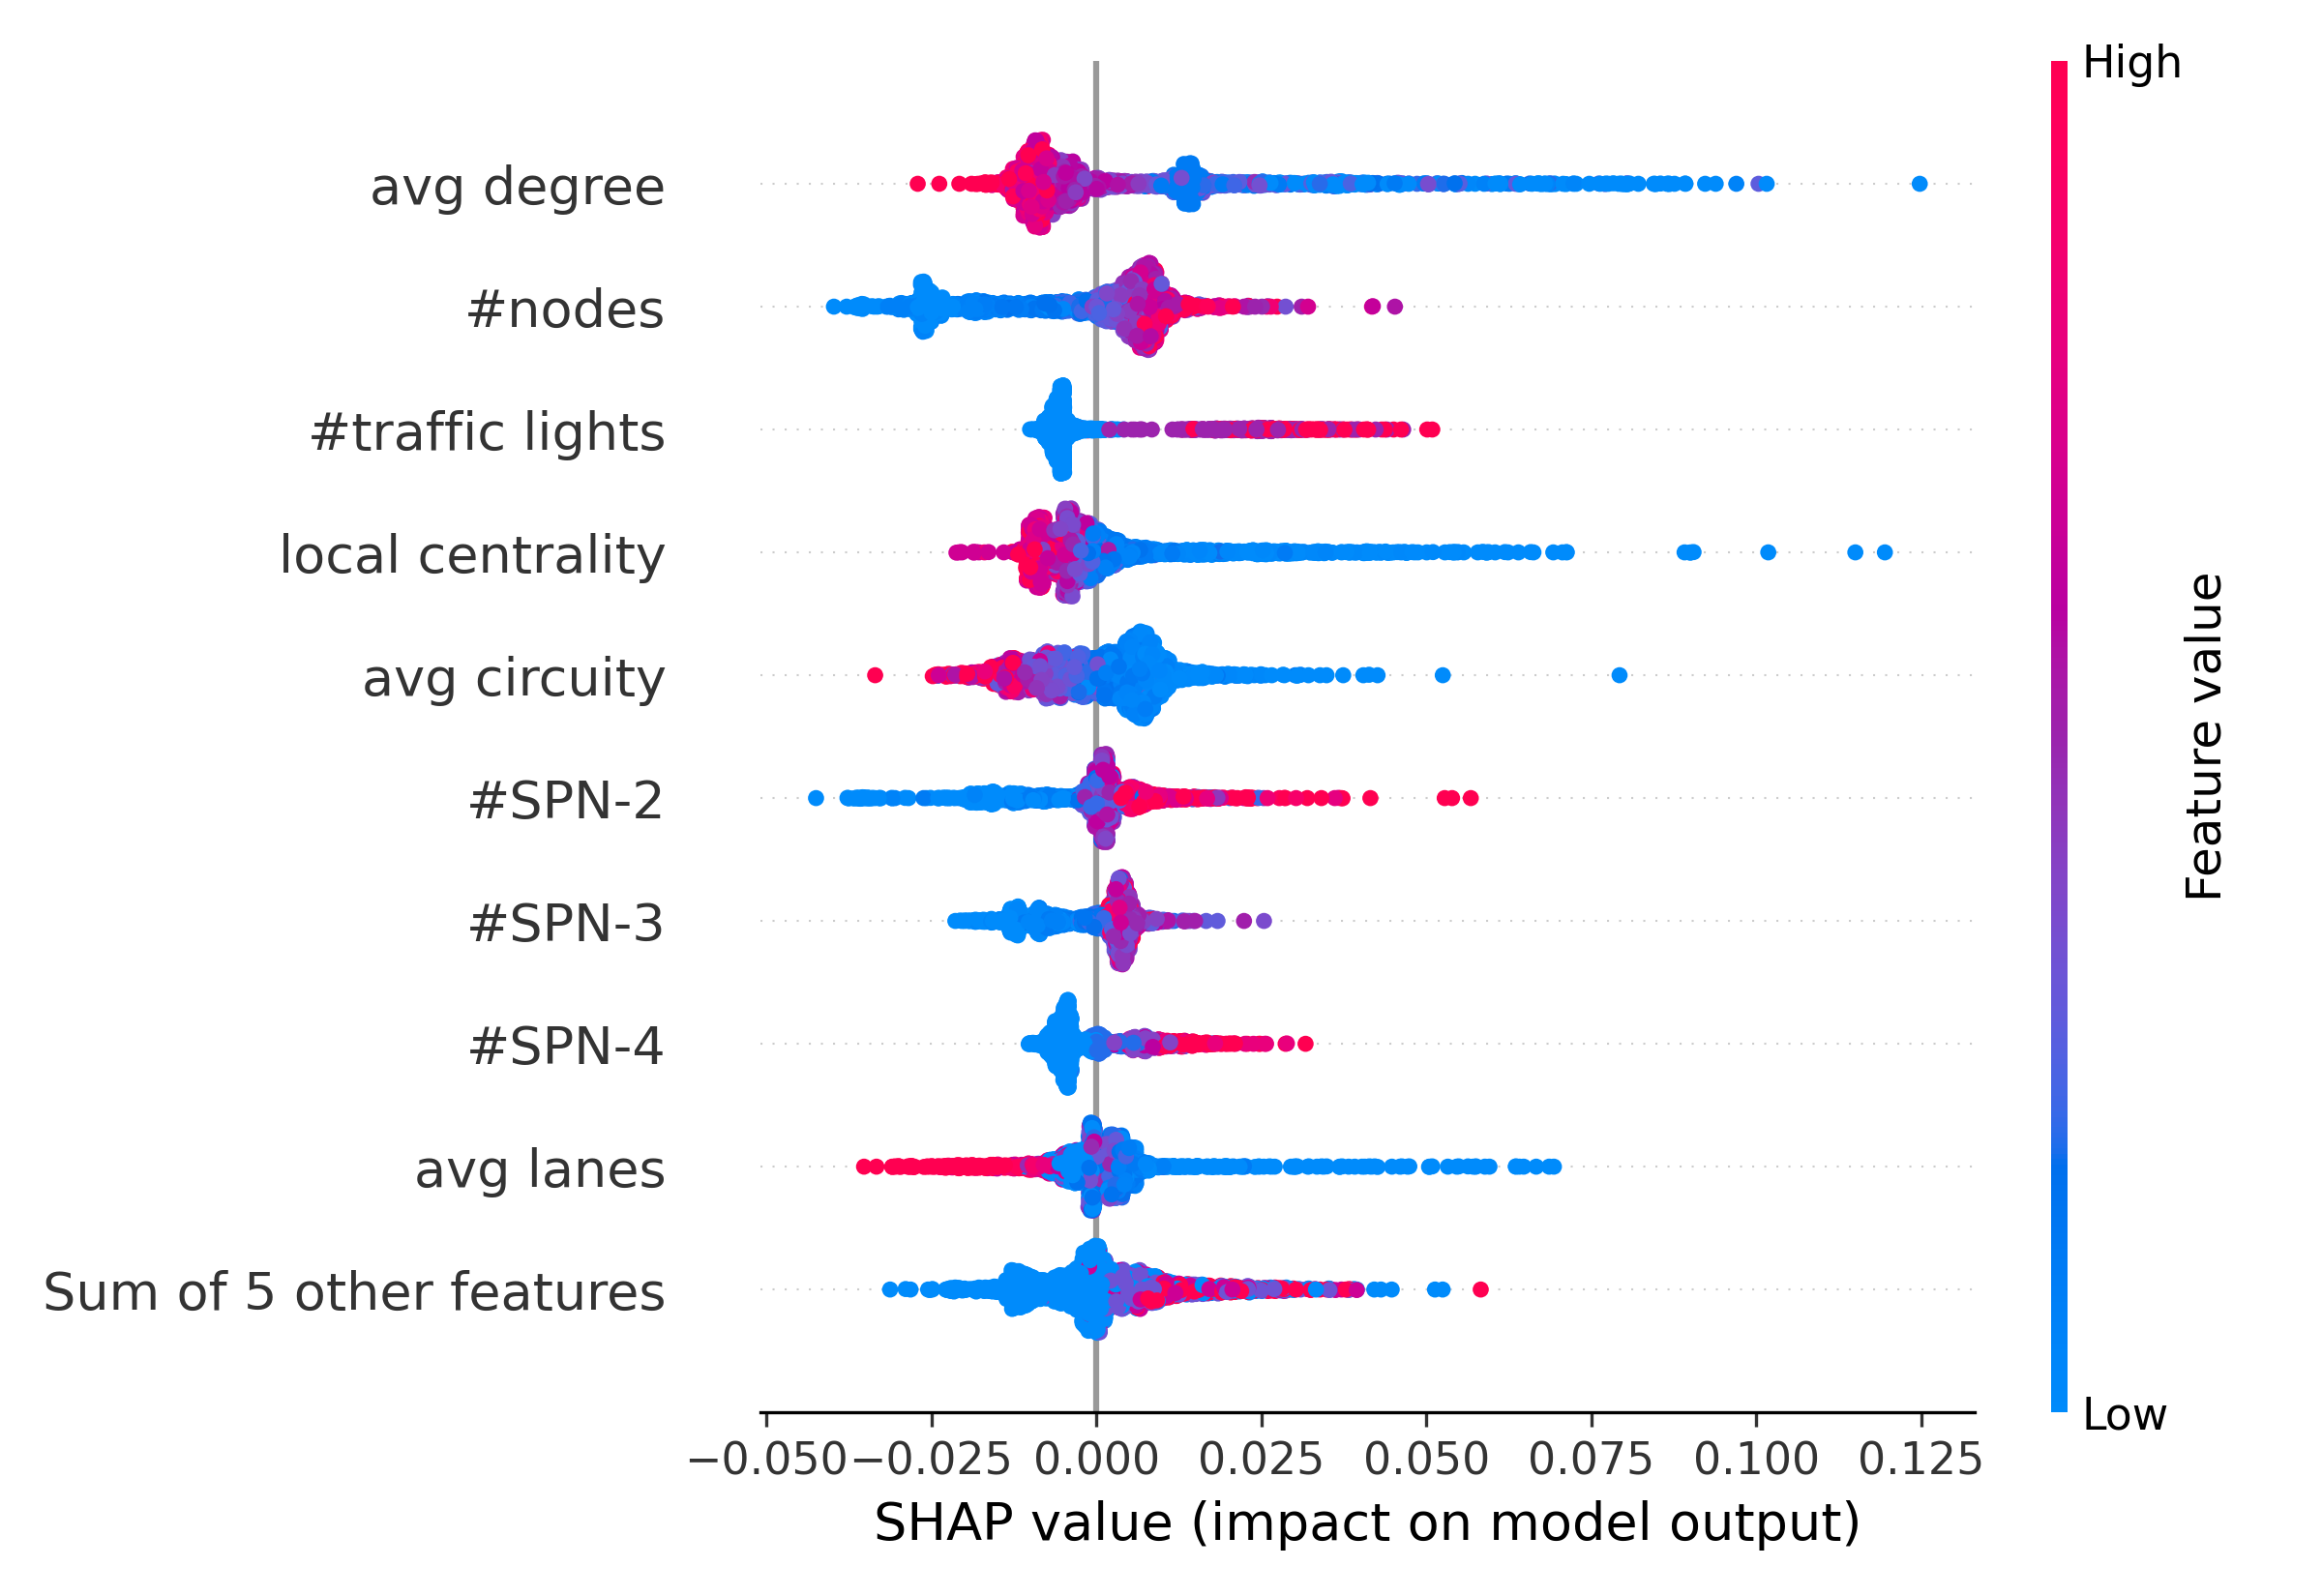 High
avg degree
#nodes
#traffic lights
local centrality
avg circuity
#SPN-2
#SPN-3
#SPN-4
avg lanes
Sum of 5 other features
Feature value
Low
−0.050 −0.025 0.000 0.025 0.050 0.075 0.100 0.125
SHAP value (impact on model output)